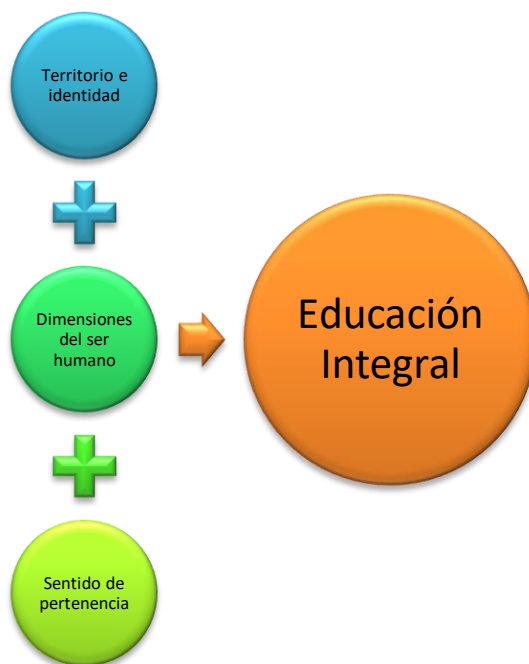 Territorio e
identidad
Dimensiones
del ser
humano
Sentido de
pertenencia
Educación
Integral